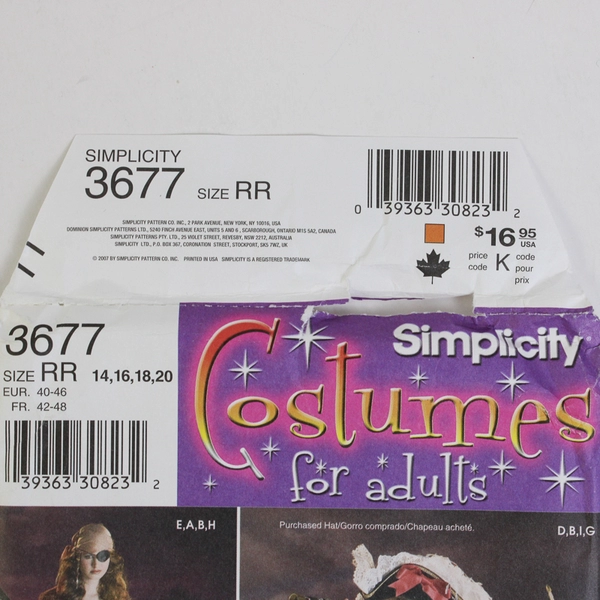 SIMPLICITY
3677 SIZE RR
0 39363 30823 2
SIMPLICITY PATTERN CO. INC., 2 PARK AVENUE, NEW YORK, NY 10016, USA
DOMINION SIMPLICITY PATTERNS LTD., 5240 FINCH AVENUE EAST, UNITS 5 AND 6, SCARBOROUGH, ONTARIO M1S 5A2, CANADA
SIMPLICITY PATTERNS PTY. LTD., 25 VIOLET STREET, REVESBY, NSW 2212, AUSTRALIA
SIMPLICITY LTD., P.O. BOX 367, CORONATION STREET, STOCKPORT, SK5 7WZ, UK
© 2007 BY SIMPLICITY PATTERN CO. INC. PRINTED IN USA SIMPLICITY IS A REGISTERED TRADEMARK
$16 95
USA
price code K code pour prix
3677
SIZE RR 14,16,18,20
EUR. 40-46
FR. 42-48
39363 30823 2
Simplicity
Costumes
for adults
E,A,B,H
Purchased Hat/Gorro comprado/Chapeau acheté.
D,B,I,G